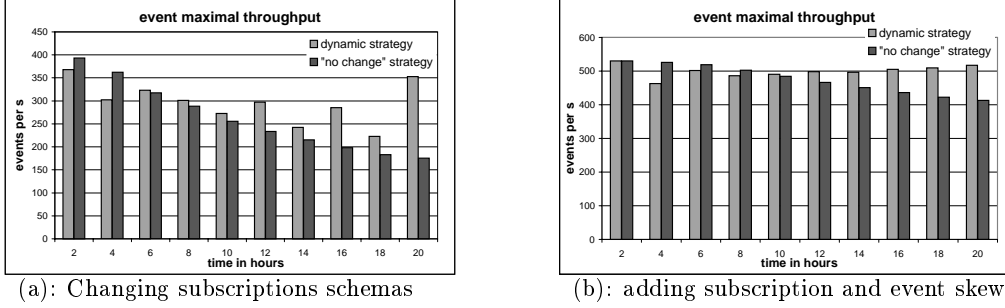 event maximal throughput
450
400
350
300
250
200
150
100
50
0
events per s
dynamic strategy
"no change" strategy
2 4 6 8 10 12 14 16 18 20
time in hours
(a): Changing subscriptions schemas
event maximal throughput
600
500
400
300
200
100
0
events per s
dynamic strategy
"no change" strategy
2 4 6 8 10 12 14 16 18 20
time in hours
(b): adding subscription and event skew